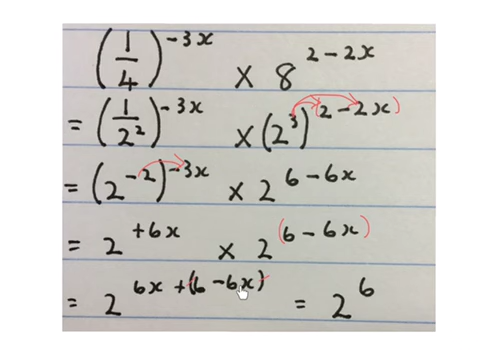 (1/4)^{-3x} × 8^{2-2x}
= (1/2²)^{-3x} × (2³)^{(2-2x)}
= (2^{-2})^{-3x} × 2^{6-6x}
= 2^{+6x} × 2^{(6-6x)}
= 2^{6x+(6-6x)} = 2^6